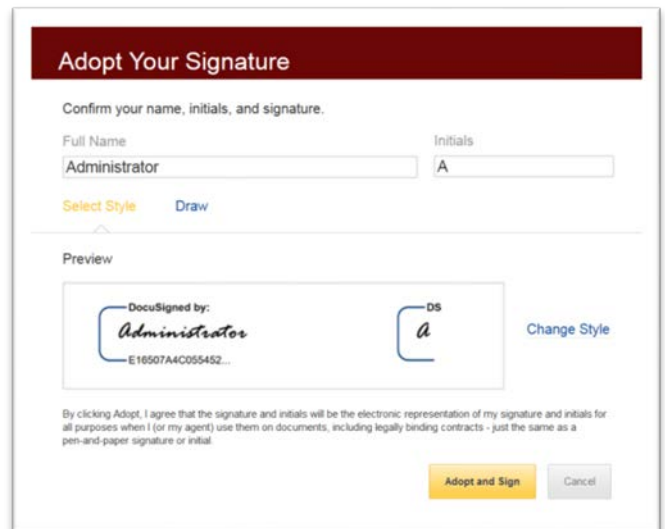 Adopt Your Signature
Confirm your name, initials, and signature.
Full Name Initials
Administrator A
Select Style Draw
Preview
DocuSigned by: DS
Administrator A
E16507A4C055452...
Change Style
By clicking Adopt, I agree that the signature and initials will be the electronic representation of my signature and initials for
all purposes when I (or my agent) use them on documents, including legally binding contracts - just the same as a
pen-and-paper signature or initial.
Adopt and Sign Cancel